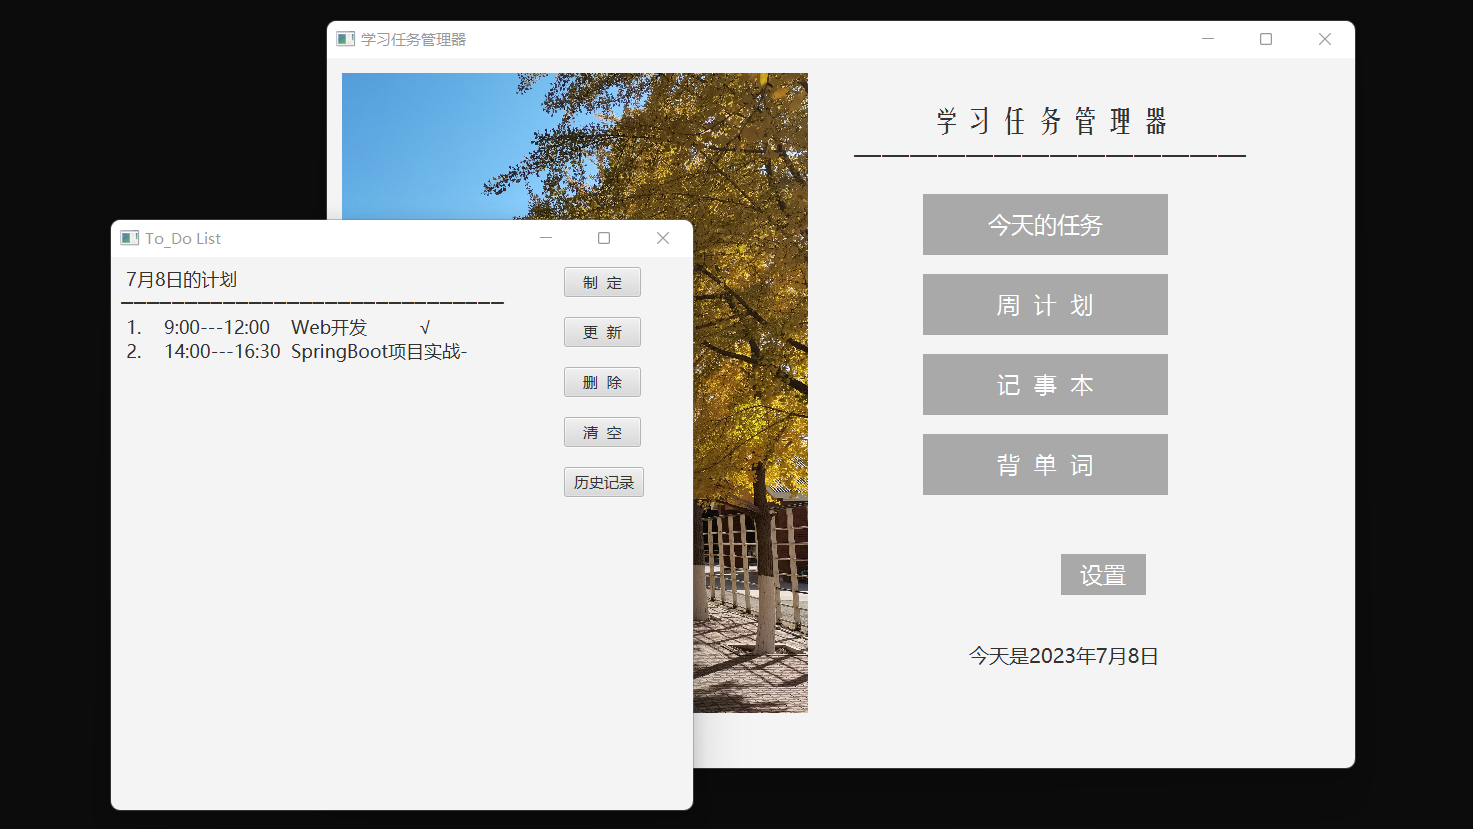 学习任务管理器
学习任务管理器
今天的任务
周 计 划
记 事 本
背 单 词
设置
今天是2023年7月8日
To_Do List
7月8日的计划
1. 9:00---12:00 Web开发 √
2. 14:00---16:30 SpringBoot项目实战-
制 定
更 新
删 除
清 空
历史记录